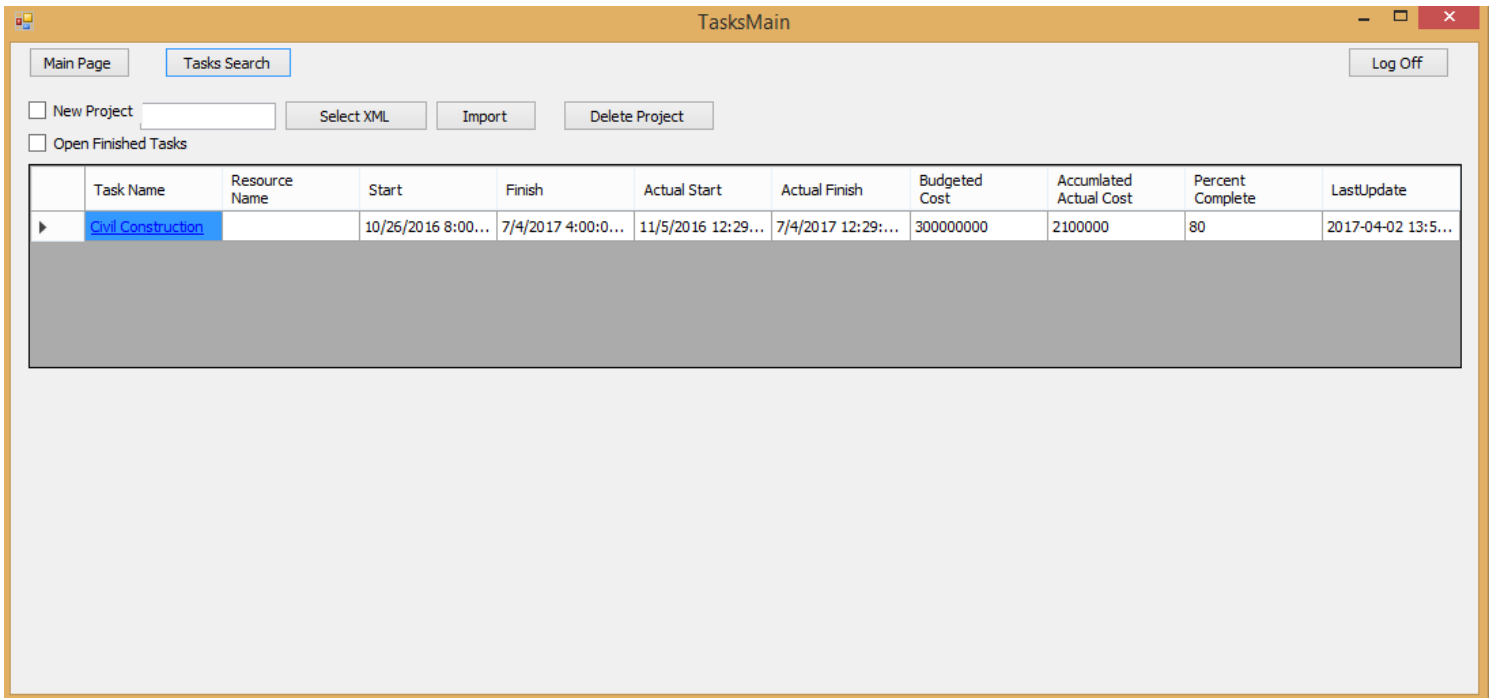 TasksMain
Main Page Tasks Search Log Off
New Project Select XML Import Delete Project
Open Finished Tasks
Task Name Resource Name Start Finish Actual Start Actual Finish Budgeted Cost Accumlated Actual Cost Percent Complete LastUpdate
Civil Construction 10/26/2016 8:00... 7/4/2017 4:00:0... 11/5/2016 12:29... 7/4/2017 12:29:... 300000000 2100000 80 2017-04-02 13:5...